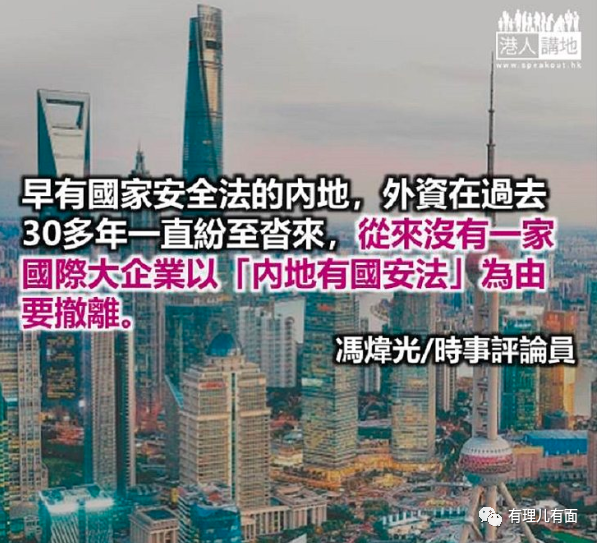 港人講地
www.speakout.hk
早有國家安全法的內地，外資在過去
30多年一直紛至沓來，從來沒有一家
國際大企業以「內地有國安法」為由
要撤離。
馮煒光/時事評論員
有理儿有面